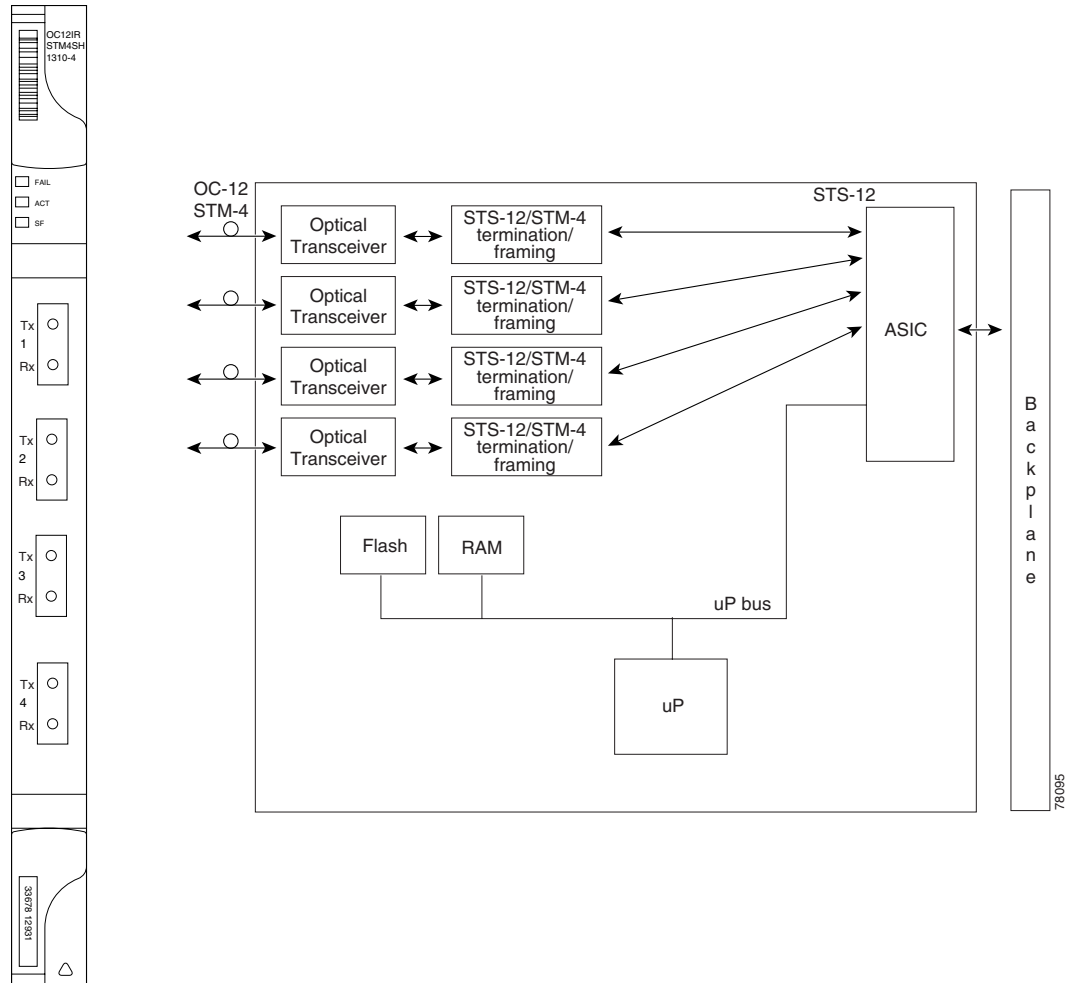 OC12IR
STM4SH
1310-4
FAIL
ACT
SF
Tx
1
Rx
Tx
2
Rx
Tx
3
Rx
Tx
4
Rx
33678 12931
OC-12
STM-4
STS-12
Optical
Transceiver
STS-12/STM-4
termination/
framing
Optical
Transceiver
STS-12/STM-4
termination/
framing
Optical
Transceiver
STS-12/STM-4
termination/
framing
Optical
Transceiver
STS-12/STM-4
termination/
framing
ASIC
Flash
RAM
uP bus
uP
Backplane
78095